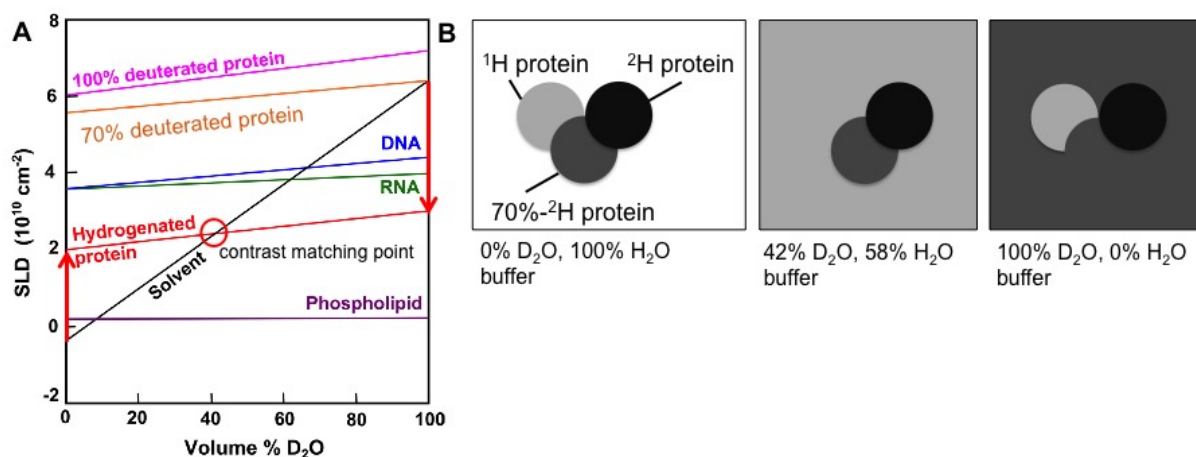 A
SLD (10¹⁰ cm⁻²)
8
6
4
2
0
-2
100% deuterated protein
70% deuterated protein
DNA
RNA
Hydrogenated
protein
contrast matching point
Solvent
Phospholipid
0
20
40
60
80
100
Volume % D₂O
B
¹H protein
²H protein
70%-²H protein
0% D₂O, 100% H₂O
buffer
42% D₂O, 58% H₂O
buffer
100% D₂O, 0% H₂O
buffer